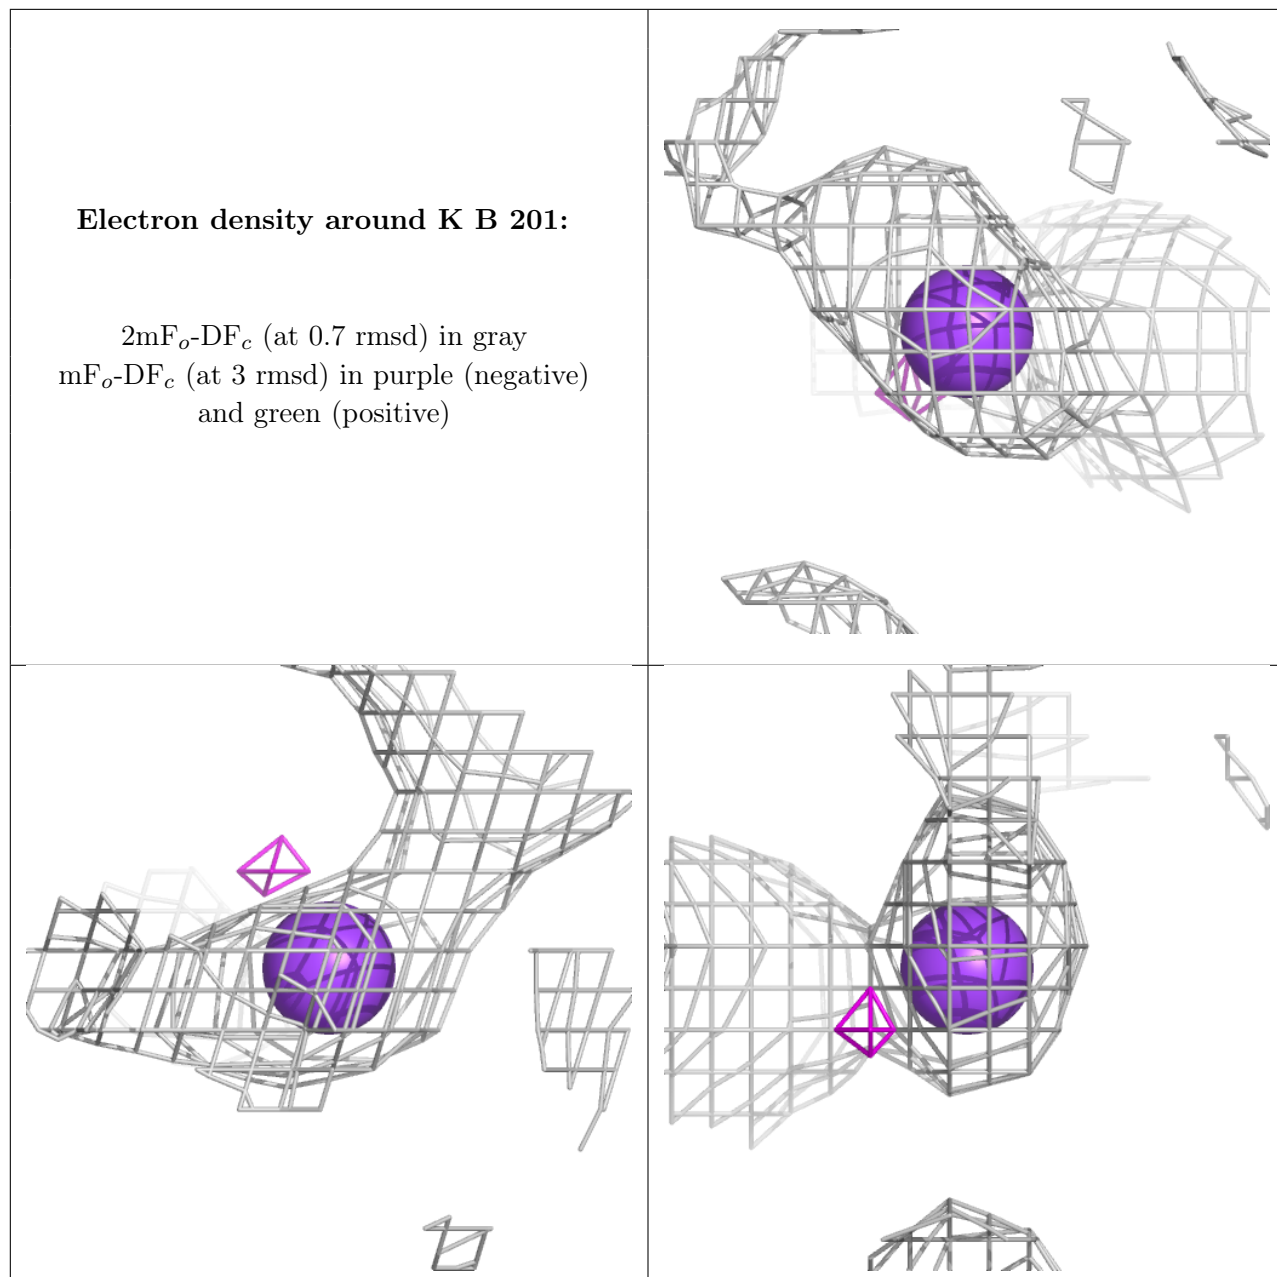 Electron density around K B 201:
2mFo-DFc (at 0.7 rmsd) in gray
mFo-DFc (at 3 rmsd) in purple (negative)
and green (positive)